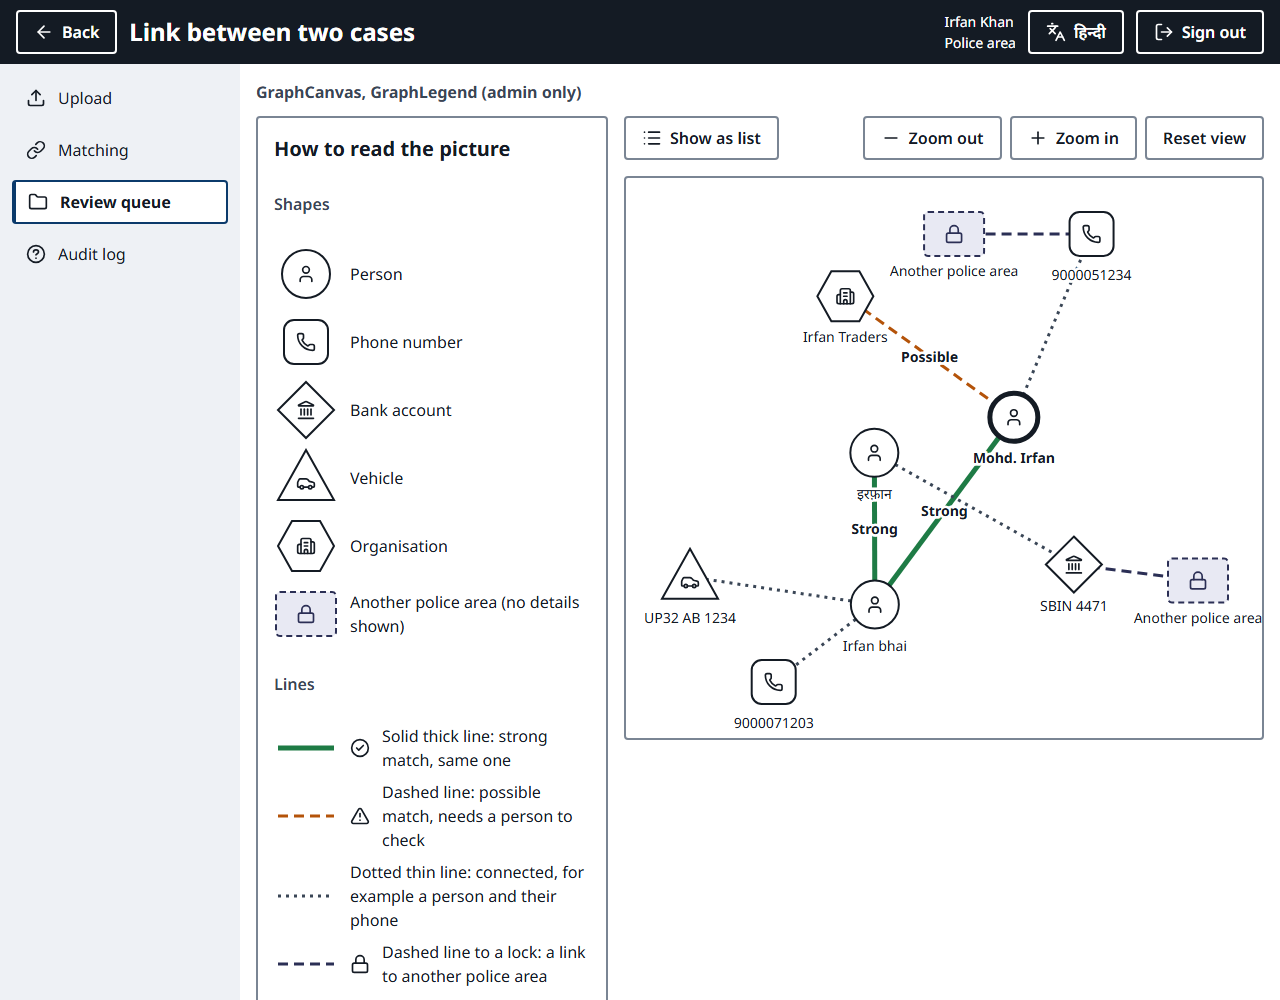 Back
Link between two cases
Irfan Khan
Police area
हिन्दी
Sign out
Upload
Matching
Review queue
Audit log
GraphCanvas, GraphLegend (admin only)
How to read the picture
Shapes
Person
Phone number
Bank account
Vehicle
Organisation
Another police area (no details
shown)
Lines
Solid thick line: strong
match, same one
Dashed line: possible
match, needs a person to
check
Dotted thin line: connected, for
example a person and their
phone
Dashed line to a lock: a link
to another police area
Show as list
Zoom out
Zoom in
Reset view
Another police area
9000051234
Irfan Traders
Possible
Mohd. Irfan
इरफ़ान
Strong
Strong
UP32 AB 1234
SBIN 4471
Another police area
Irfan bhai
9000071203